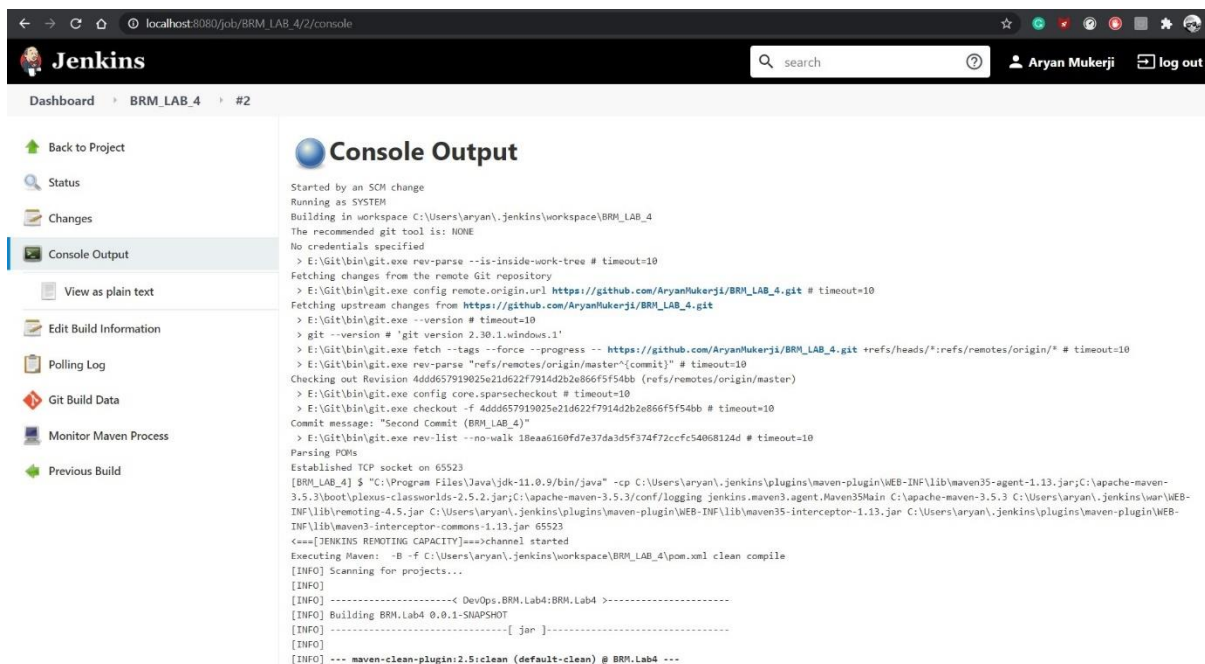 localhost:8080/job/BRM_LAB_4/2/console
Jenkins
search
Aryan Mukerji
log out
Dashboard
BRM_LAB_4
#2
Back to Project
Status
Changes
Console Output
View as plain text
Edit Build Information
Polling Log
Git Build Data
Monitor Maven Process
Previous Build
Console Output
Started by an SCM change
Running as SYSTEM
Building in workspace C:\Users\aryan\.jenkins\workspace\BRM_LAB_4
The recommended git tool is: NONE
No credentials specified
> E:\Git\bin\git.exe rev-parse --is-inside-work-tree # timeout=10
Fetching changes from the remote Git repository
> E:\Git\bin\git.exe config remote.origin.url https://github.com/AryanMukerji/BRM_LAB_4.git # timeout=10
Fetching upstream changes from https://github.com/AryanMukerji/BRM_LAB_4.git
> E:\Git\bin\git.exe --version # timeout=10
> git --version # 'git version 2.30.1.windows.1'
> E:\Git\bin\git.exe fetch --tags --force --progress -- https://github.com/AryanMukerji/BRM_LAB_4.git +refs/heads/*:refs/remotes/origin/* # timeout=10
> E:\Git\bin\git.exe rev-parse "refs/remotes/origin/master^{commit}" # timeout=10
Checking out Revision 4ddd657919025e21d622f7914d2b2e866f5f54bb (refs/remotes/origin/master)
> E:\Git\bin\git.exe config core.sparsecheckout # timeout=10
> E:\Git\bin\git.exe checkout -f 4ddd657919025e21d622f7914d2b2e866f5f54bb # timeout=10
Commit message: "Second Commit (BRM_LAB_4)"
> E:\Git\bin\git.exe rev-list --no-walk 18eaa6160fd7e37da3d5f374f72ccfc54068124d # timeout=10
Parsing POMs
Established TCP socket on 65523
[BRM_LAB_4] $ "C:\Program Files\Java\jdk-11.0.9/bin/java" -cp C:\Users\aryan\.jenkins\plugins\maven-plugin\WEB-INF\lib\maven35-agent-1.13.jar;C:\apache-maven-
3.5.3\boot\plexus-classworlds-2.5.2.jar;C:\apache-maven-3.5.3/conf/logging jenkins.maven3.agent.Maven35Main C:\apache-maven-3.5.3 C:\Users\aryan\.jenkins\war\WEB-
INF\lib\remoting-4.5.jar C:\Users\aryan\.jenkins\plugins\maven-plugin\WEB-INF\lib\maven35-interceptor-1.13.jar C:\Users\aryan\.jenkins\plugins\maven-plugin\WEB-
INF\lib\maven3-interceptor-commons-1.13.jar 65523
<===[JENKINS REMOTING CAPACITY]===>channel started
Executing Maven:  -B -f C:\Users\aryan\.jenkins\workspace\BRM_LAB_4\pom.xml clean compile
[INFO] Scanning for projects...
[INFO]
[INFO] ----------------------< DevOps.BRM.Lab4:BRM.Lab4 >----------------------
[INFO] Building BRM.Lab4 0.0.1-SNAPSHOT
[INFO] --------------------------------[ jar ]---------------------------------
[INFO]
[INFO] --- maven-clean-plugin:2.5:clean (default-clean) @ BRM.Lab4 ---